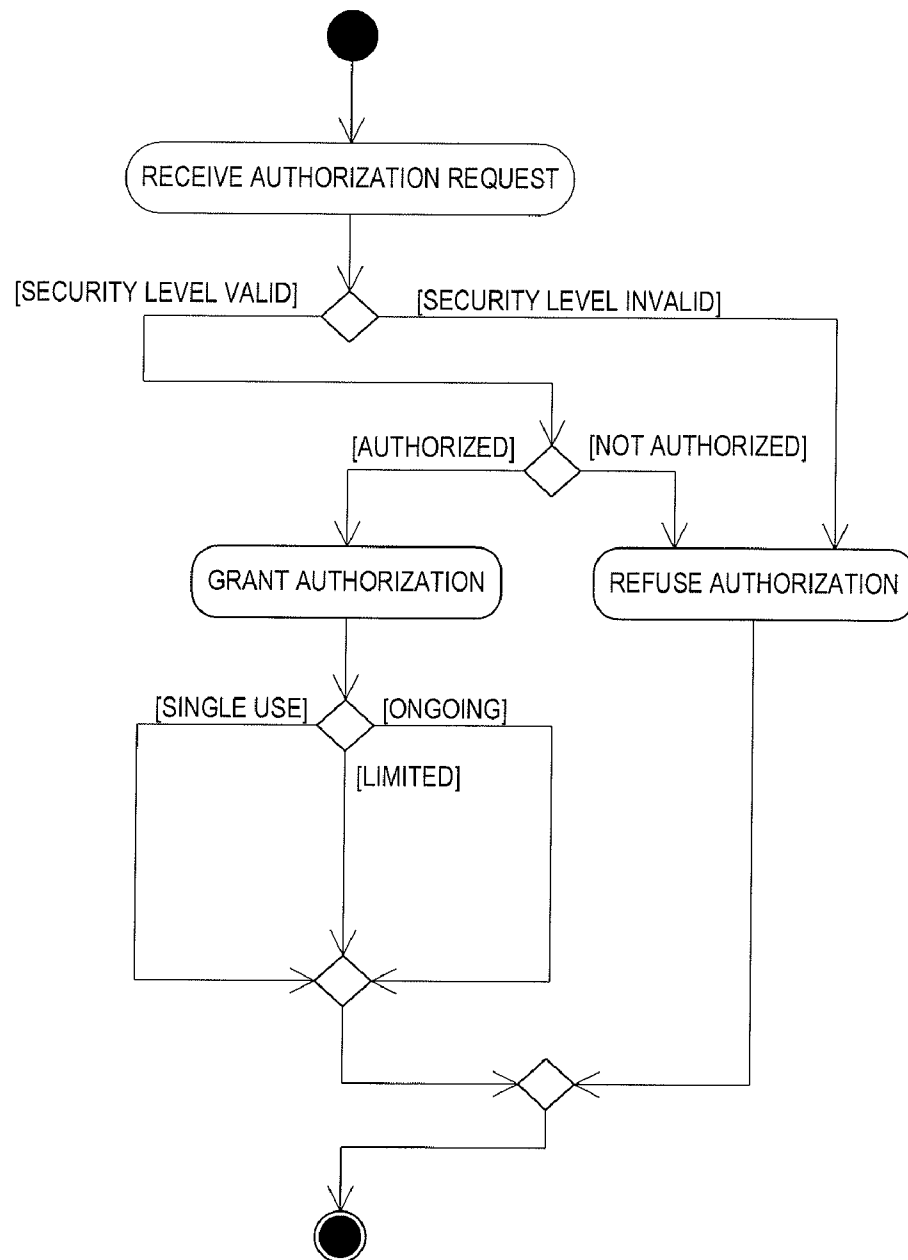 RECEIVE AUTHORIZATION REQUEST
[SECURITY LEVEL VALID]
[SECURITY LEVEL INVALID]
[AUTHORIZED]
[NOT AUTHORIZED]
GRANT AUTHORIZATION
REFUSE AUTHORIZATION
[SINGLE USE]
[ONGOING]
[LIMITED]